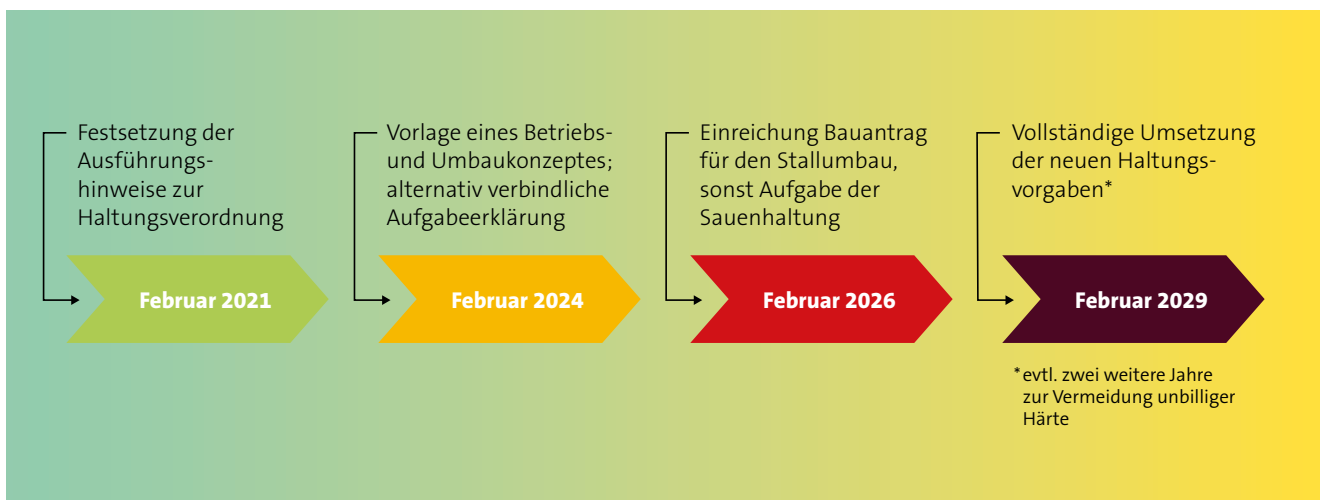 Festsetzung der
Ausführungs-
hinweise zur
Haltungsverordnung
Februar 2021
Vorlage eines Betriebs-
und Umbaukonzeptes;
alternativ verbindliche
Aufgabeerklärung
Februar 2024
Einreichung Bauantrag
für den Stallumbau,
sonst Aufgabe der
Sauenhaltung
Februar 2026
Vollständige Umsetzung
der neuen Haltungs-
vorgaben*
Februar 2029
*evtl. zwei weitere Jahre
zur Vermeidung unbilliger
Härte